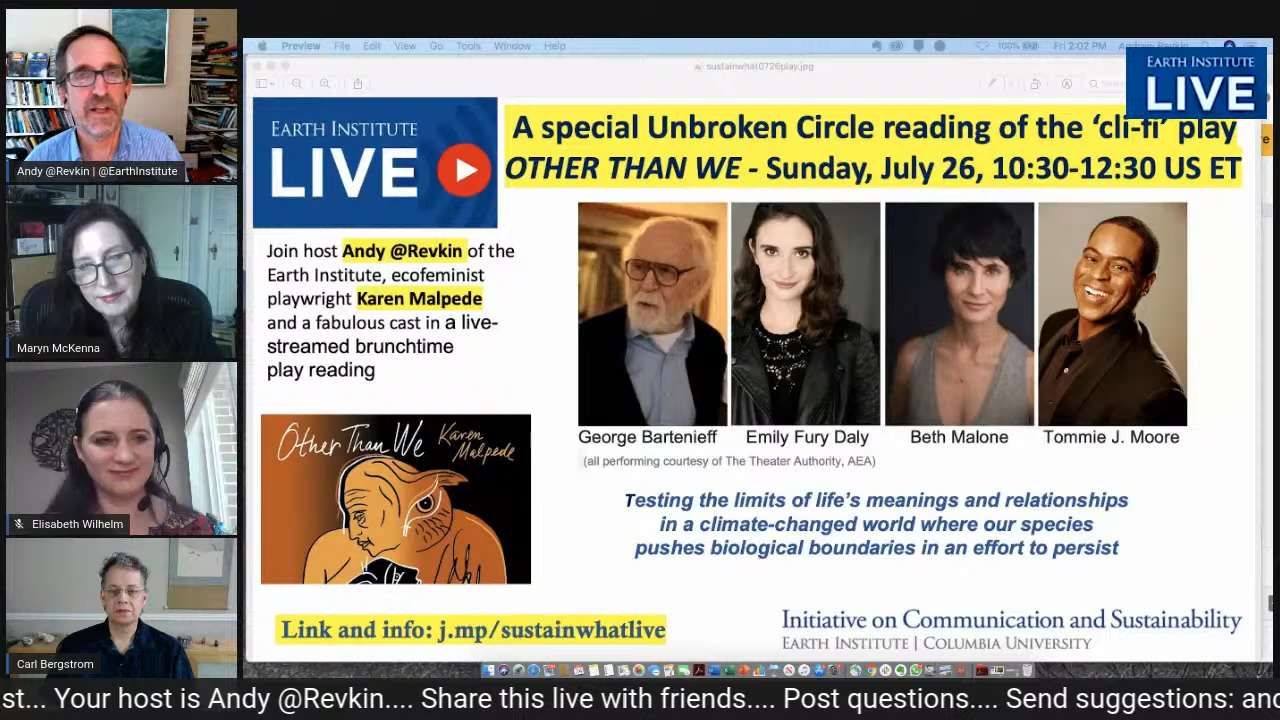 Andy @Revkin | @EarthInstitute
Maryn McKenna
Elisabeth Wilhelm
Carl Bergstrom
Preview File Edit View Go Tools Window Help
100% Fri 2:02 PM Andrew Revkin
sustainwhat0726play.jpg
EARTH INSTITUTE
LIVE
EARTH INSTITUTE
LIVE
A special Unbroken Circle reading of the ‘cli-fi’ play
OTHER THAN WE - Sunday, July 26, 10:30-12:30 US ET
Join host Andy @Revkin of the
Earth Institute, ecofeminist
playwright Karen Malpede
and a fabulous cast in a live-
streamed brunchtime
play reading
Other Than We Karen
Malpede
George Bartenieff Emily Fury Daly Beth Malone Tommie J. Moore
(all performing courtesy of The Theater Authority, AEA)
Testing the limits of life’s meanings and relationships
in a climate-changed world where our species
pushes biological boundaries in an effort to persist
Link and info: j.mp/sustainwhatlive
Initiative on Communication and Sustainability
EARTH INSTITUTE | COLUMBIA UNIVERSITY
st... Your host is Andy @Revkin.... Share this live with friends.... Post questions.... Send suggestions: and